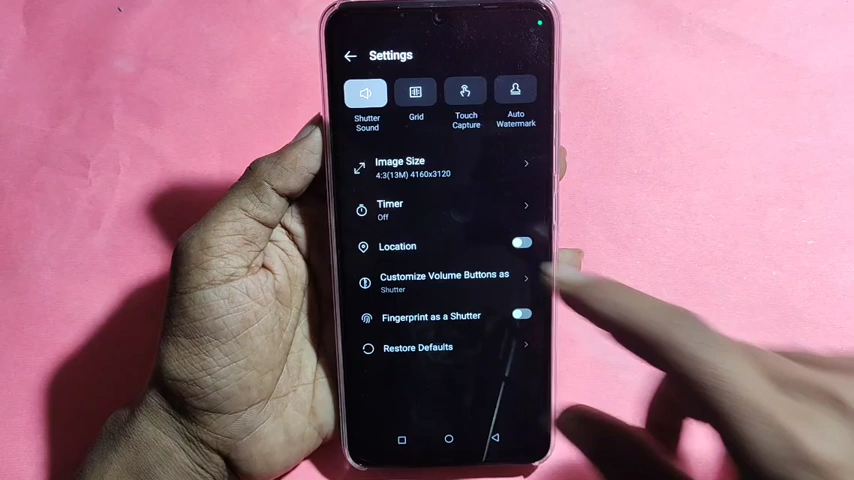 Settings
Shutter
Sound
Grid
Touch
Capture
Auto
Watermark
Image Size
4:3(13M) 4160x3120
Timer
Off
Location
Customize Volume Buttons as
Shutter
Fingerprint as a Shutter
Restore Defaults